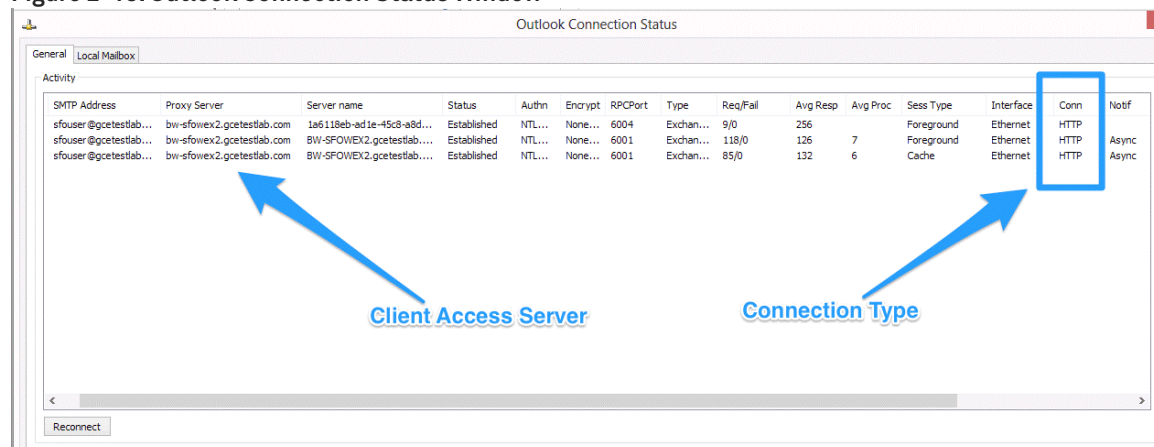 Outlook Connection Status
General Local Mailbox
Activity
SMTP Address Proxy Server Server name Status Authn Encrypt RPCPort Type Req/Fail Avg Resp Avg Proc Sess Type Interface Conn Notif
sfouser@gcetestlab... bw-sfowex2.gcetestlab.com 1a6118eb-ad1e-45c8-a8d... Established NTL... None... 6004 Exchan... 9/0 256 Foreground Ethernet HTTP
sfouser@gcetestlab... bw-sfowex2.gcetestlab.com BW-SFOWEX2.gcetestlab.... Established NTL... None... 6001 Exchan... 118/0 126 7 Foreground Ethernet HTTP Async
sfouser@gcetestlab... bw-sfowex2.gcetestlab.com BW-SFOWEX2.gcetestlab.... Established NTL... None... 6001 Exchan... 85/0 132 6 Cache Ethernet HTTP Async
Client Access Server
Connection Type
Reconnect